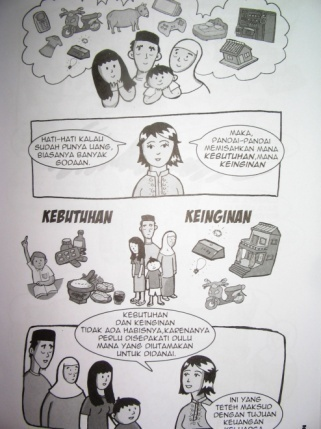 HATI-HATI KALAU
SUDAH PUNYA UANG,
BIASANYA BANYAK
GODAAN.
MAKA,
PANDAI-PANDAI
MEMISAHKAN MANA
KEBUTUHAN, MANA
KEINGINAN
KEBUTUHAN
KEINGINAN
KEBUTUHAN
DAN KEINGINAN
TIDAK ADA HABISNYA, KARENANYA
PERLU DISEPAKATI DULU
MANA YANG DIUTAMAKAN
UNTUK DIDANAI.
INI YANG
TETEH MAKSUD
DENGAN TUJUAN
KEUANGAN